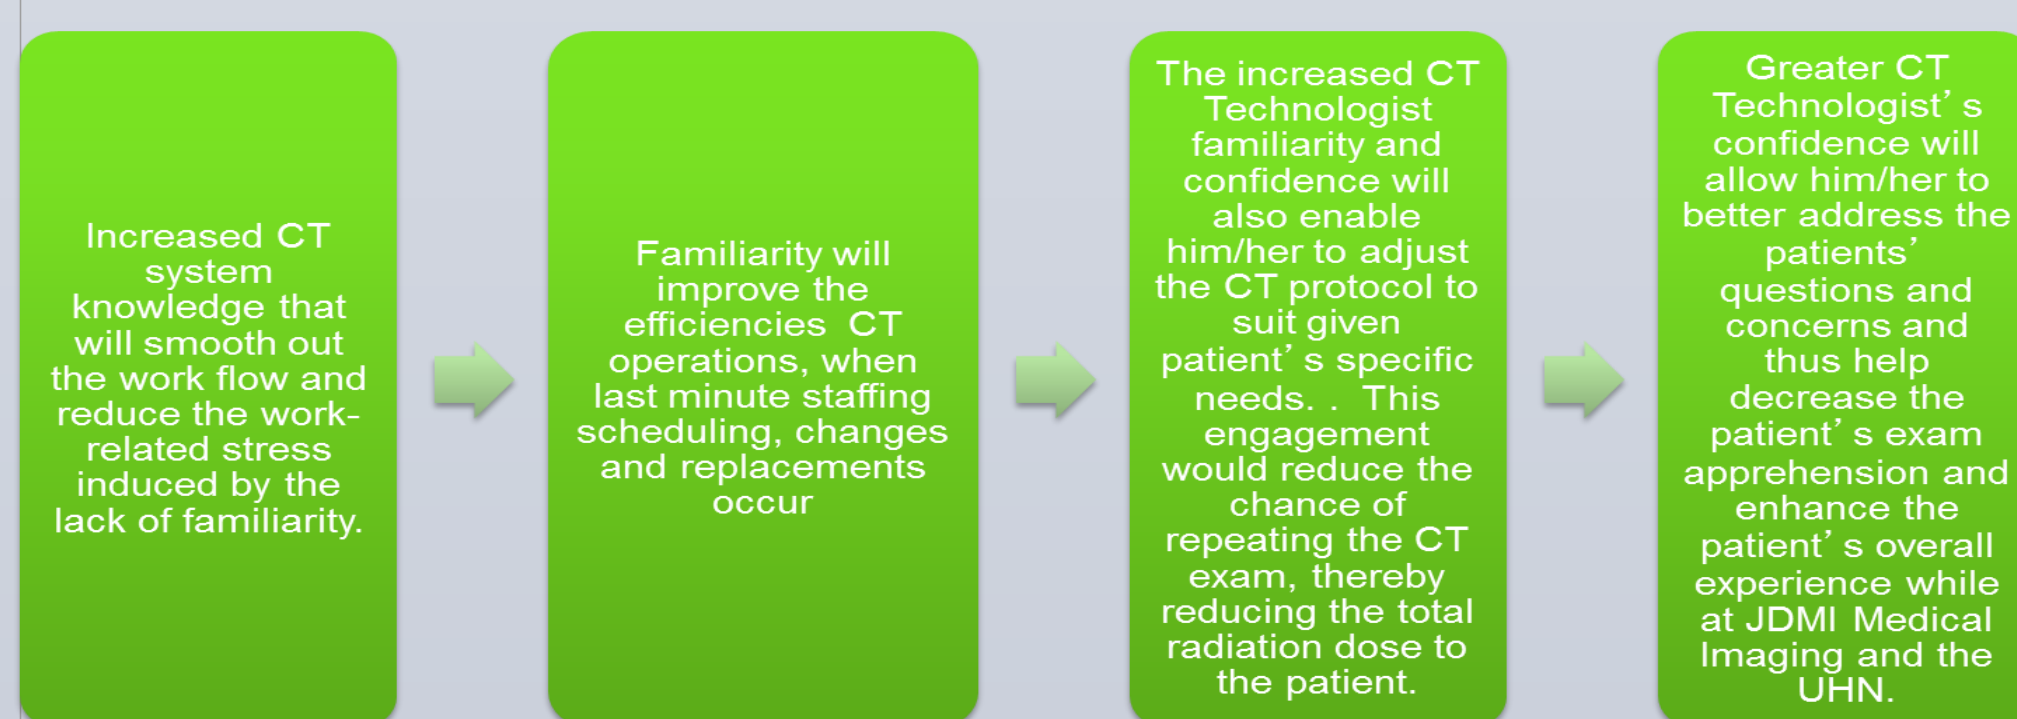 Increased CT
system
knowledge that
will smooth out
the work flow and
reduce the work-
related stress
induced by the
lack of familiarity.
Familiarity will
improve the
efficiencies  CT
operations, when
last minute staffing
scheduling, changes
and replacements
occur
The increased CT
Technologist
familiarity and
confidence will
also enable
him/her to adjust
the CT protocol to
suit given
patient’ s specific
needs. .  This
engagement
would reduce the
chance of
repeating the CT
exam, thereby
reducing the total
radiation dose to
the patient.
Greater CT
Technologist’ s
confidence will
allow him/her to
better address the
patients’
questions and
concerns and
thus help
decrease the
patient’ s exam
apprehension and
enhance the
patient’ s overall
experience while
at JDMI Medical
Imaging and the
UHN.